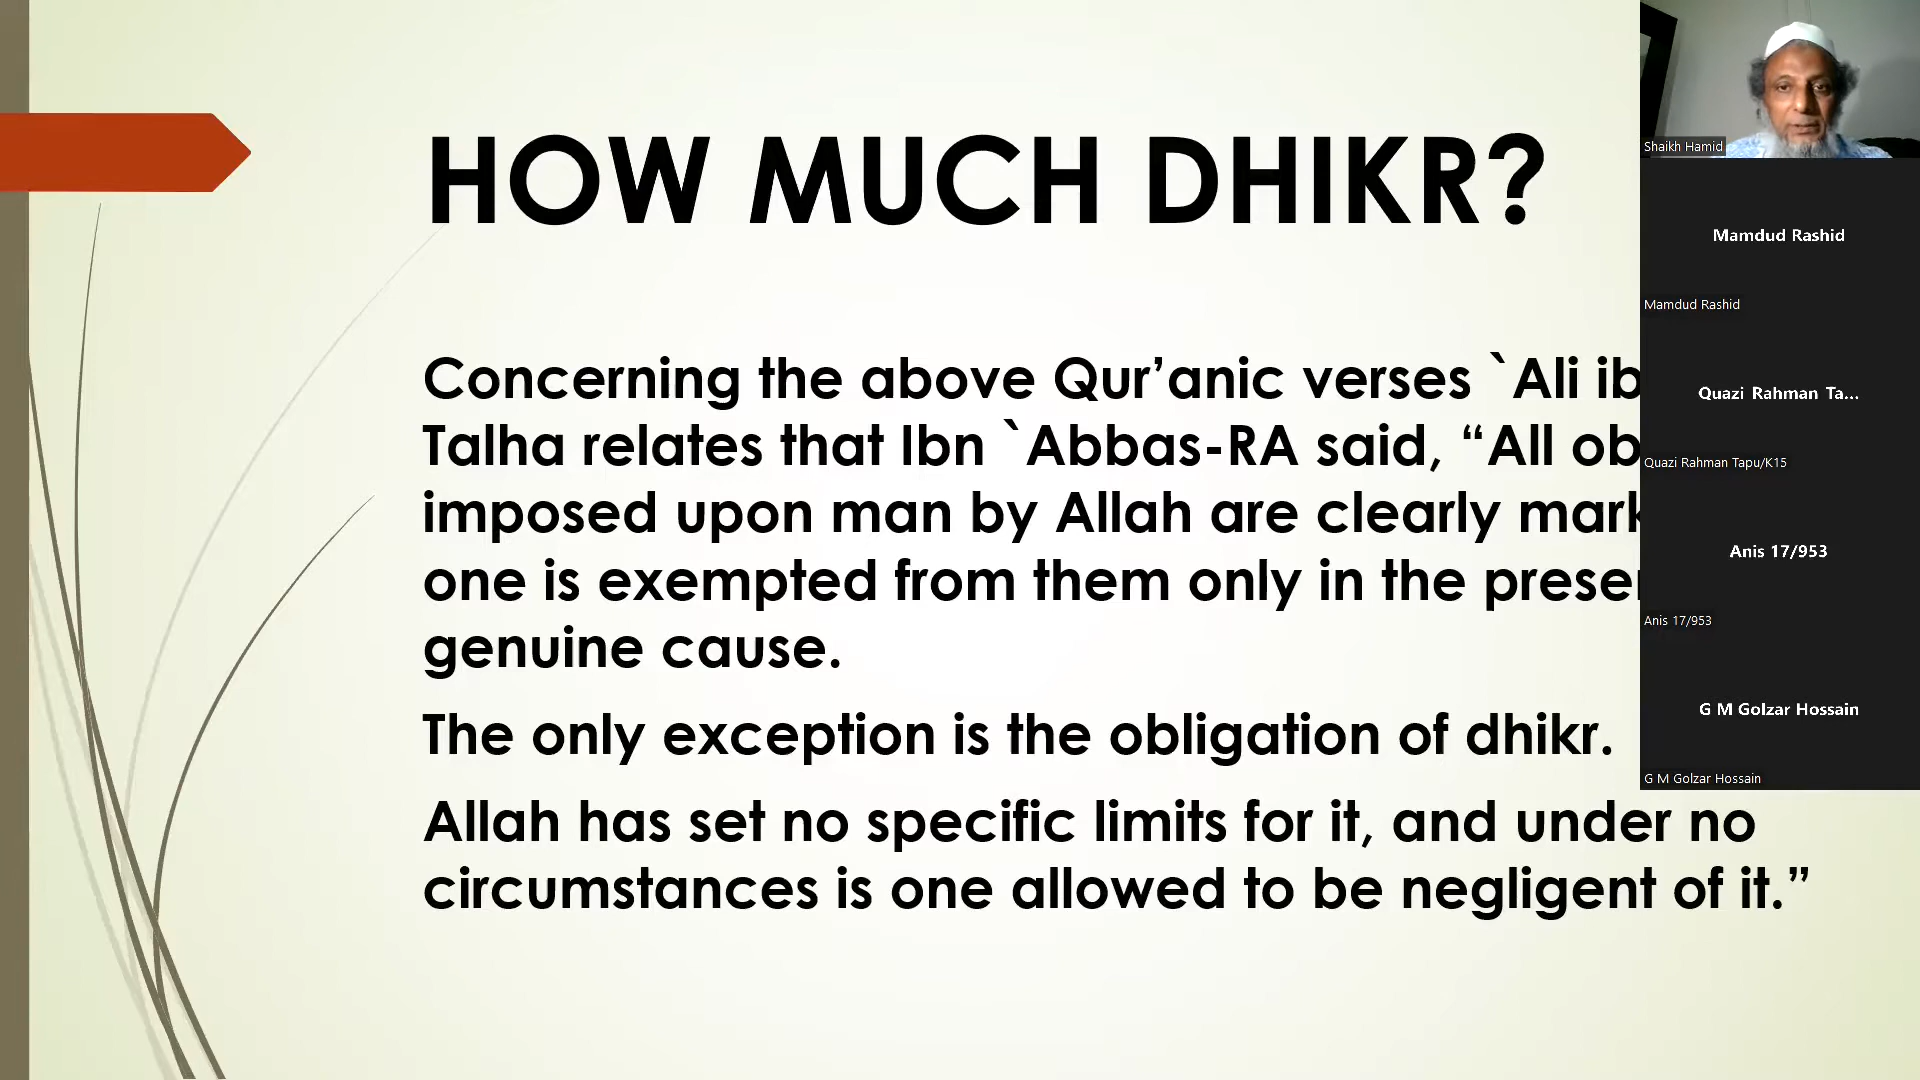 HOW MUCH DHIKR?
Concerning the above Qur’anic verses `Ali
Talha relates that Ibn `Abbas-RA said, “All
imposed upon man by Allah are clearly
one is exempted from them only in the
genuine cause.
The only exception is the obligation of dhikr.
Allah has set no specific limits for it, and under no
circumstances is one allowed to be negligent of it.”
Shaikh Hamid
Mamdud Rashid
Mamdud Rashid
Quazi Rahman Ta...
Quazi Rahman Tapu/K15
Anis 17/953
Anis 17/953
G M Golzar Hossain
G M Golzar Hossain